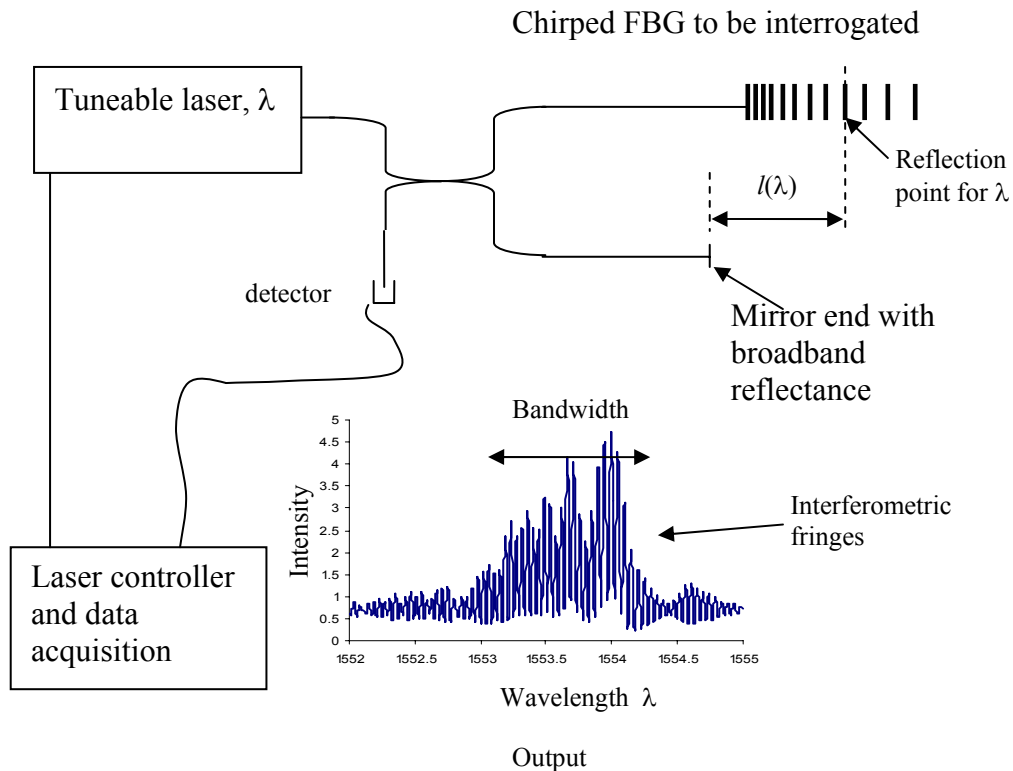 Chirped FBG to be interrogated
Tuneable laser, λ
Reflection
point for λ
l(λ)
detector
Mirror end with
broadband
reflectance
Bandwidth
5
4.5
4
3.5
3
2.5
2
1.5
1
0.5
0
Intensity
Interferometric
fringes
1552
1552.5
1553
1553.5
1554
1554.5
1555
Wavelength λ
Laser controller
and data
acquisition
Output